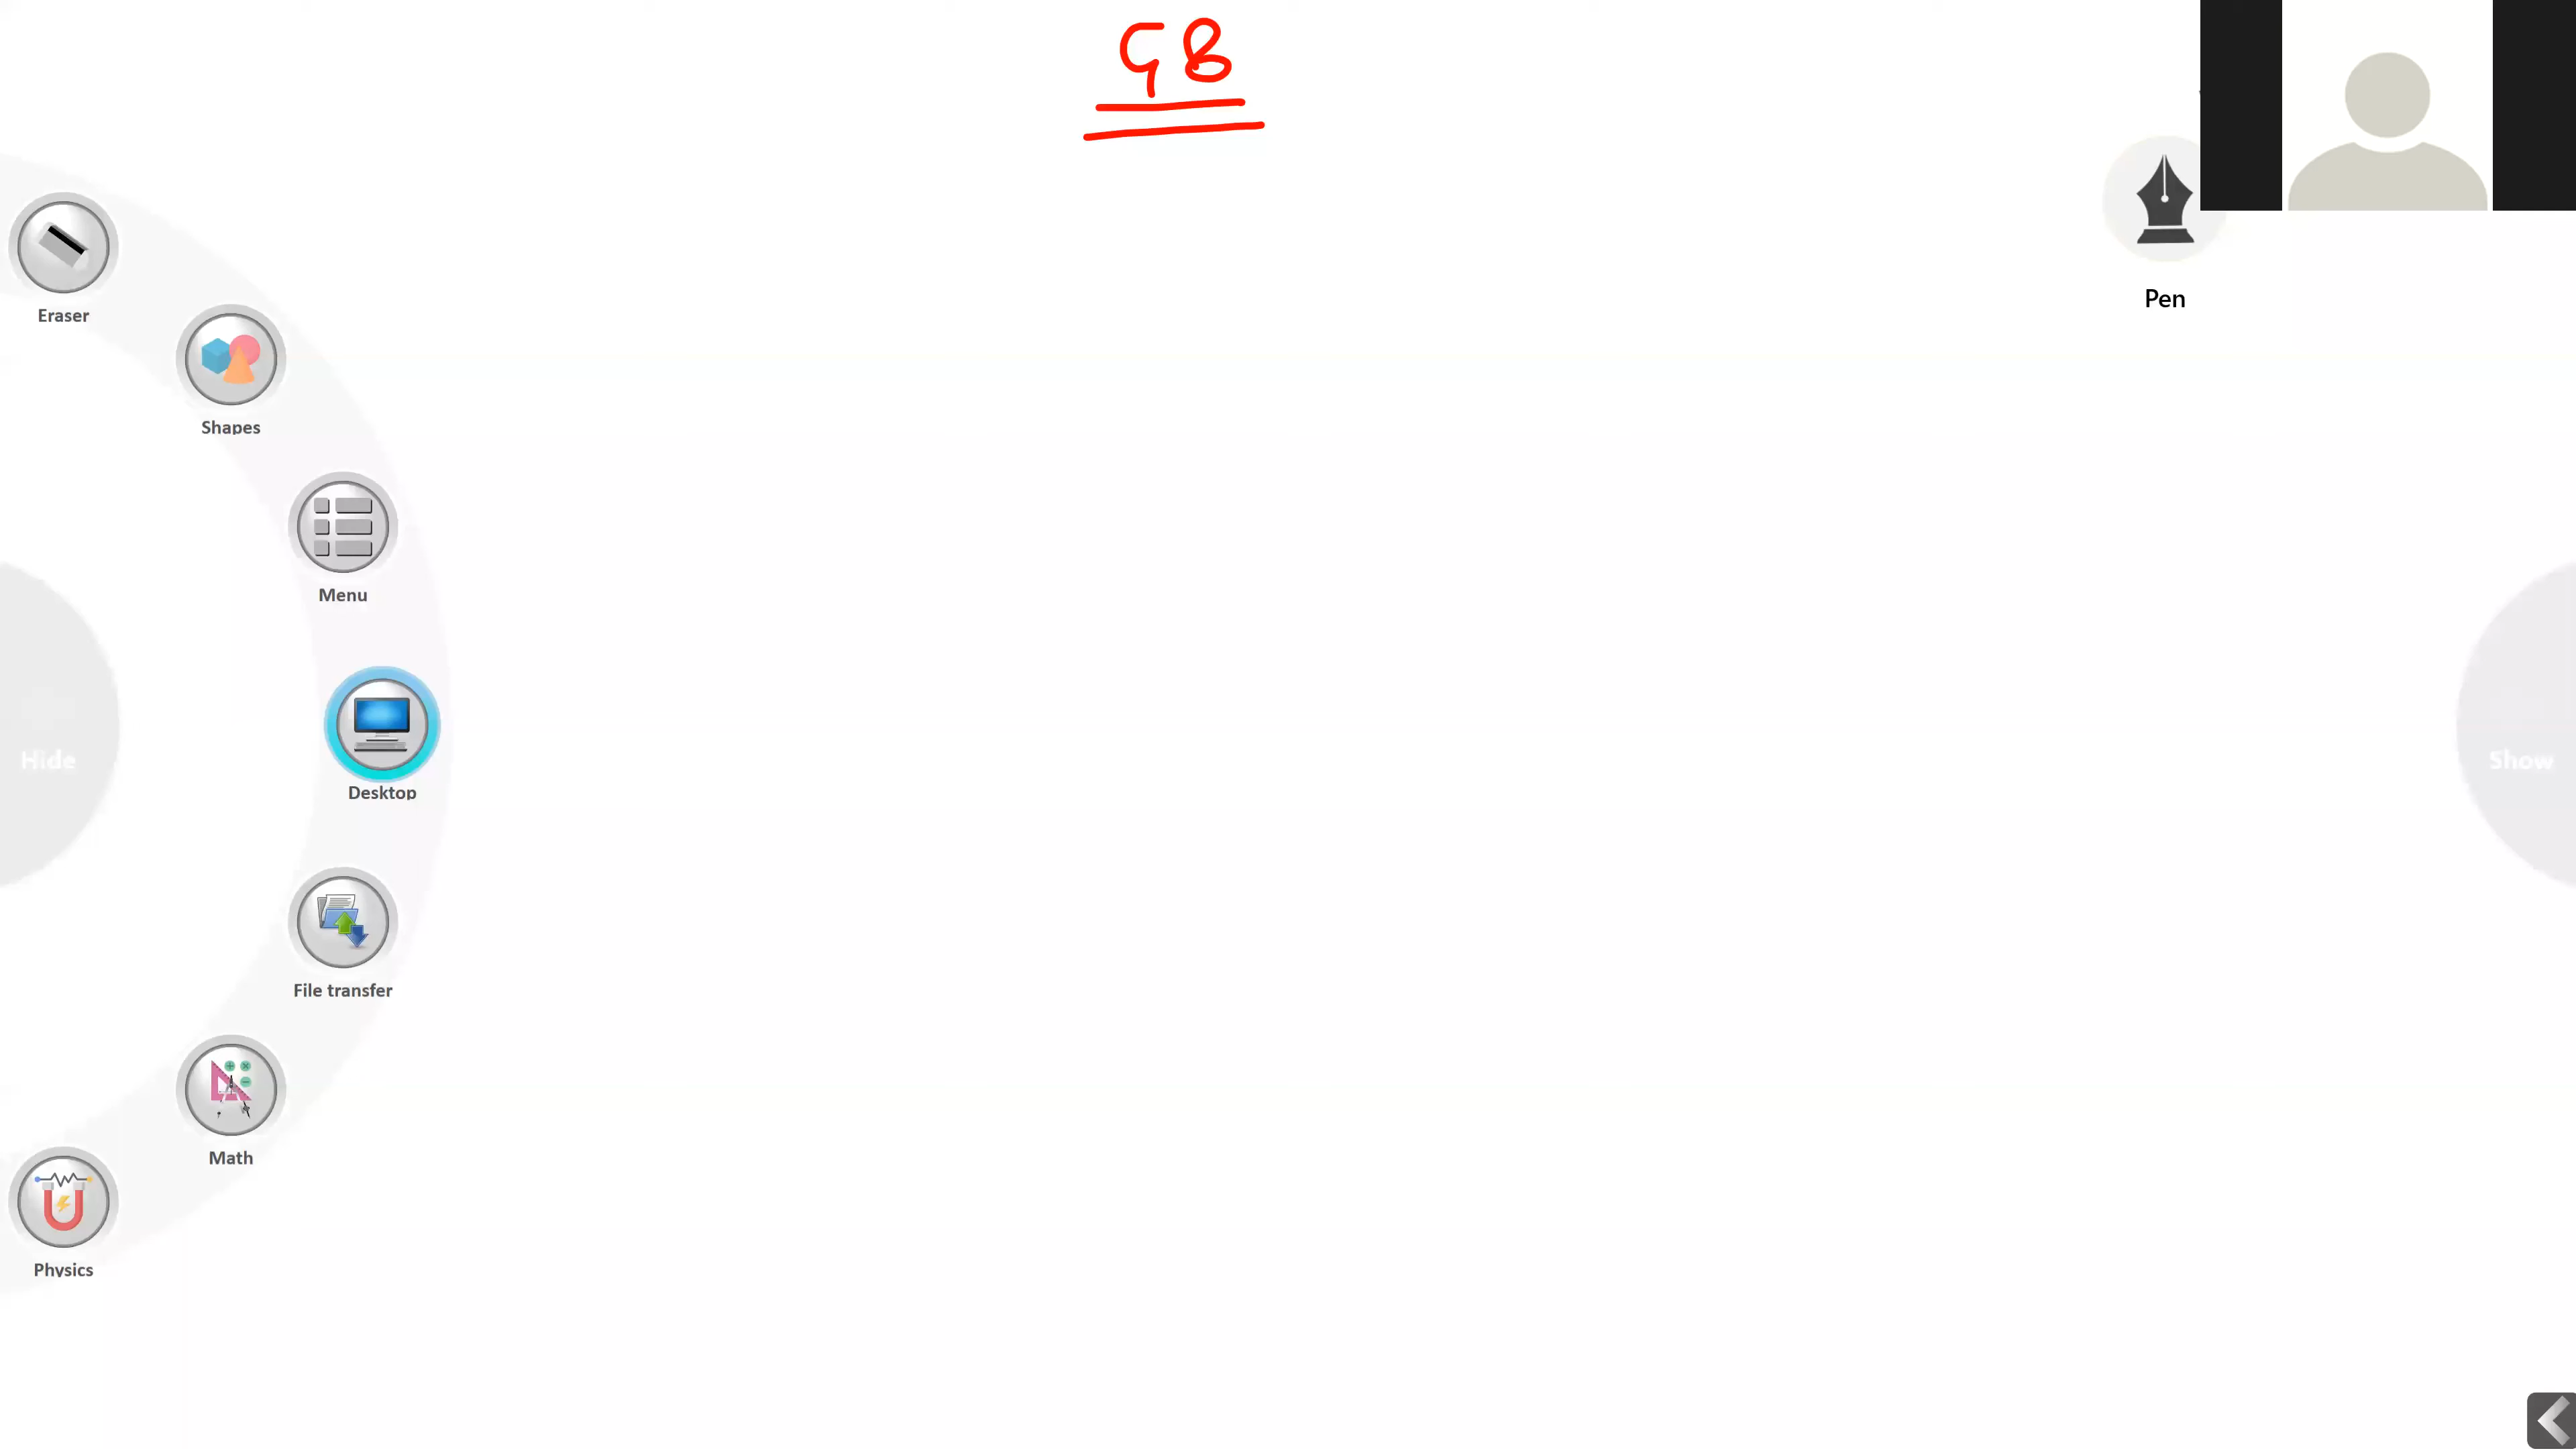 GB
Pen
Eraser
Shapes
Menu
Desktop
Hide
Show
File transfer
Math
Physics